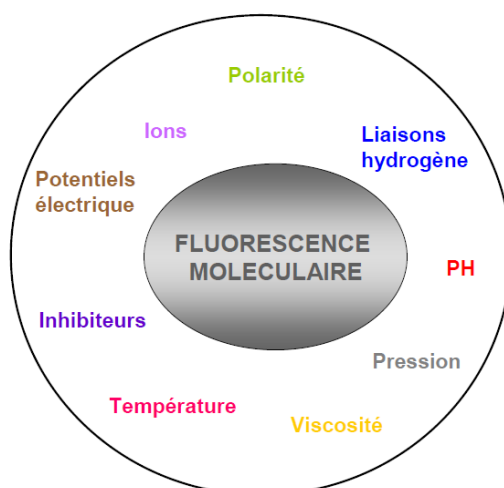 Polarité
Ions
Liaisons
hydrogène
Potentiels
électrique
FLUORESCENCE
MOLECULAIRE
PH
Inhibiteurs
Pression
Température
Viscosité